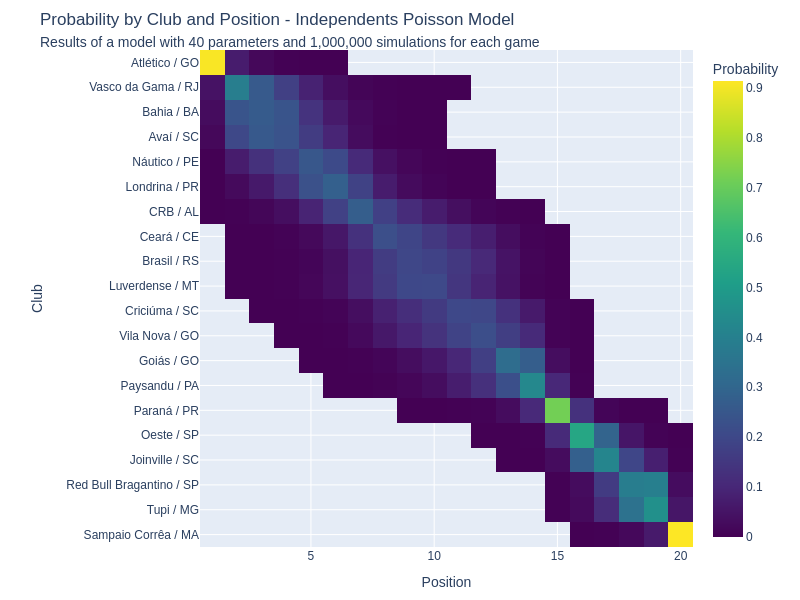 Probability by Club and Position - Independents Poisson Model
Results of a model with 40 parameters and 1,000,000 simulations for each game
Probability
Atlético / GO
Vasco da Gama / RJ
Bahia / BA
Avaí / SC
Náutico / PE
Londrina / PR
CRB / AL
Ceará / CE
Brasil / RS
Luverdense / MT
Criciúma / SC
Vila Nova / GO
Goiás / GO
Paysandu / PA
Paraná / PR
Oeste / SP
Joinville / SC
Red Bull Bragantino / SP
Tupi / MG
Sampaio Corrêa / MA
Club
5
10
15
20
Position
0.9
0.8
0.7
0.6
0.5
0.4
0.3
0.2
0.1
0